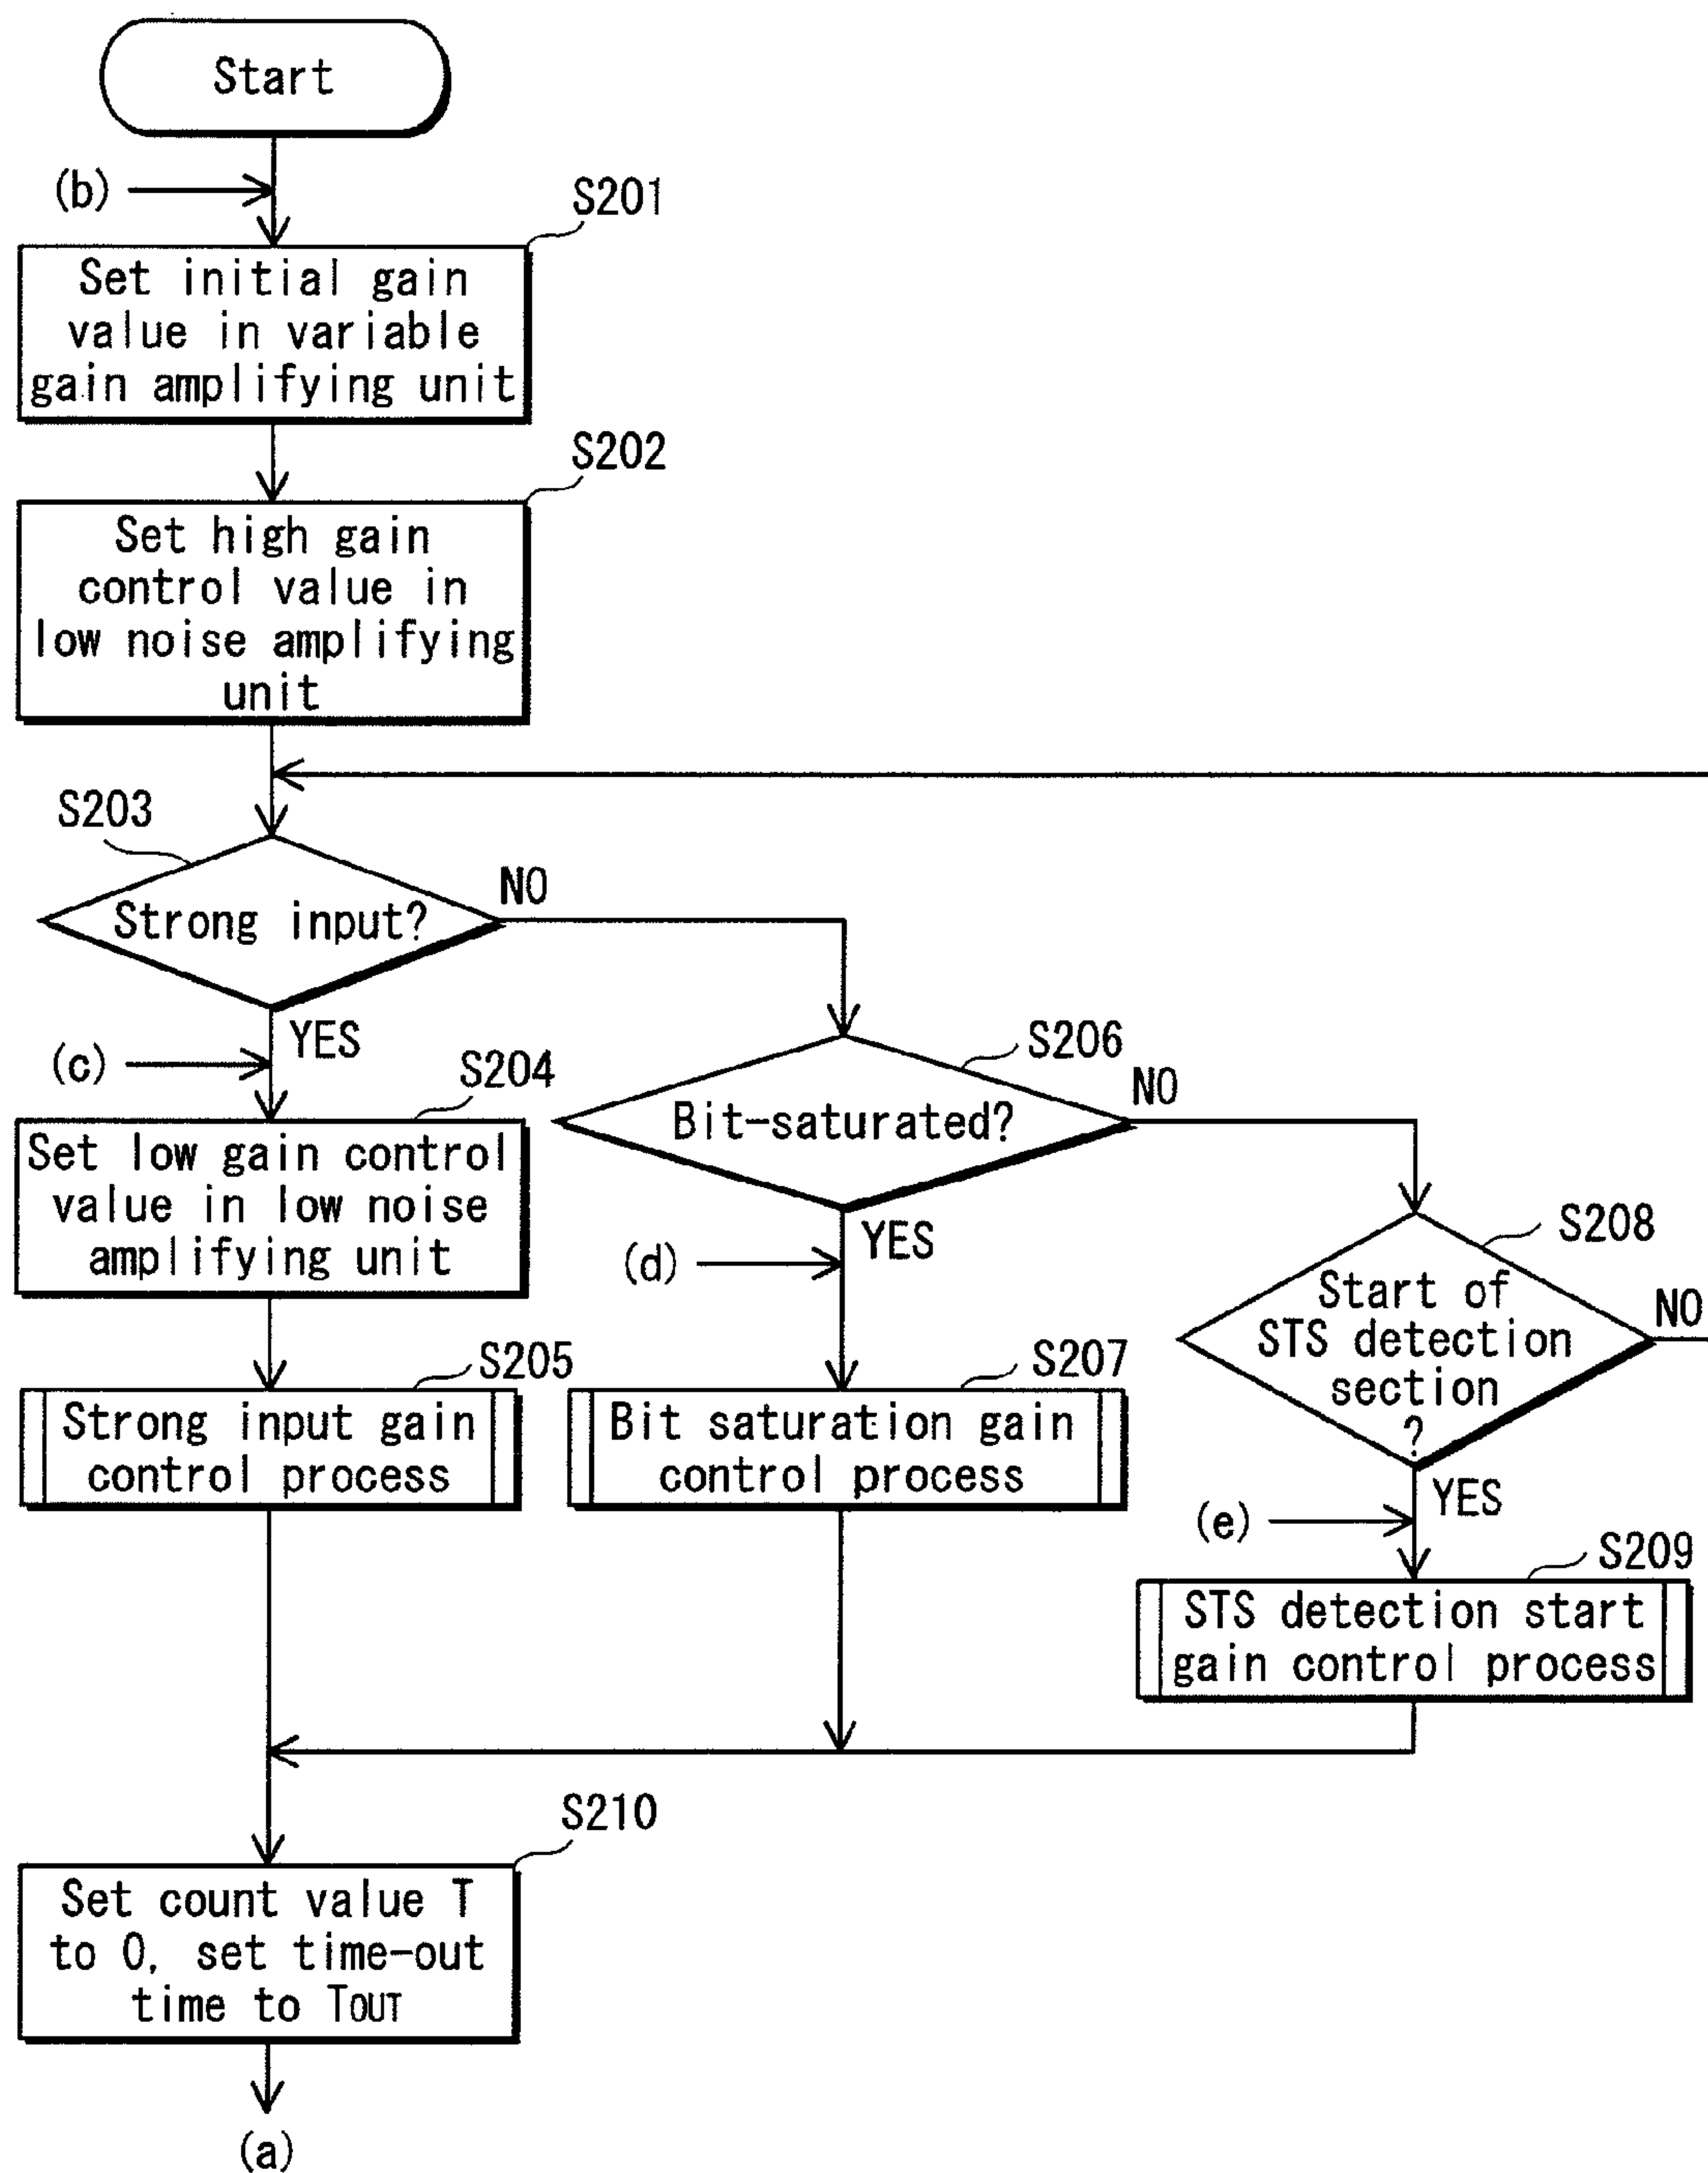 Start
(b)
S201
Set initial gain
value in variable
gain amplifying unit
S202
Set high gain
control value in
low noise amplifying
unit
S203
Strong input?
NO
YES
(c)
S204
Set low gain control
value in low noise
amplifying unit
S205
Strong input gain
control process
S206
Bit-saturated?
NO
YES
(d)
S207
Bit saturation gain
control process
S208
Start of
STS detection
section
?
NO
YES
(e)
S209
STS detection start
gain control process
S210
Set count value T
to 0, set time-out
time to TOUT
(a)